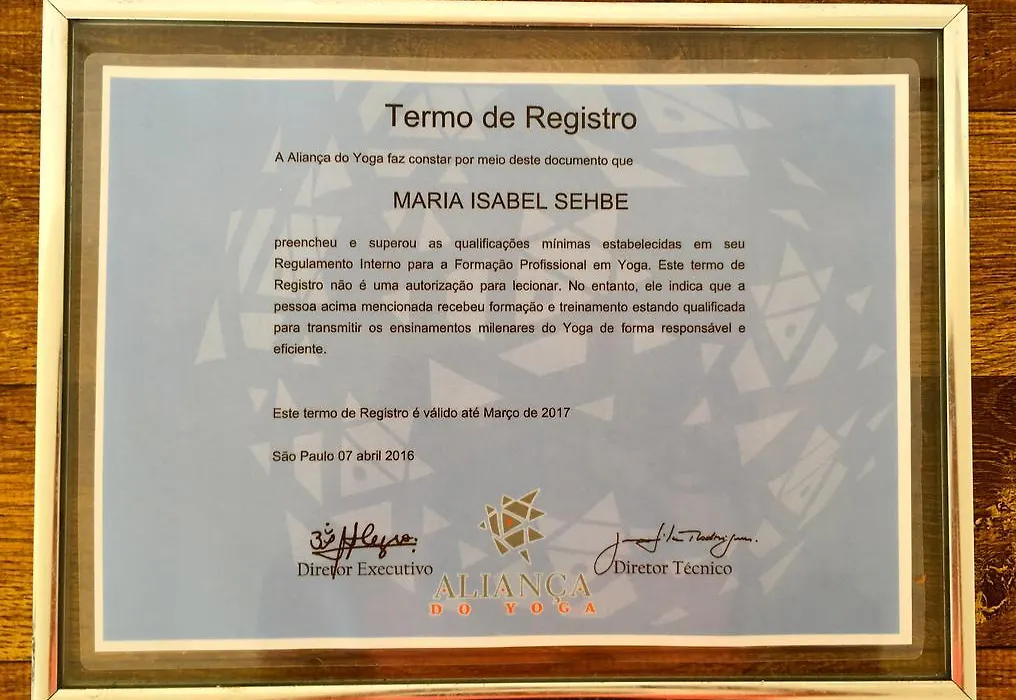 Termo de Registro
A Aliança do Yoga faz constar por meio deste documento que
MARIA ISABEL SEHBE
preencheu e superou as qualificações mínimas estabelecidas em seu
Regulamento Interno para a Formação Profissional em Yoga. Este termo de
Registro não é uma autorização para lecionar. No entanto, ele indica que a
pessoa acima mencionada recebeu formação e treinamento estando qualificada
para transmitir os ensinamentos milenares do Yoga de forma responsável e
eficiente.
Este termo de Registro é válido até Março de 2017
São Paulo 07 abril 2016
Diretor Executivo
Diretor Técnico
ALIANÇA
DO YOGA